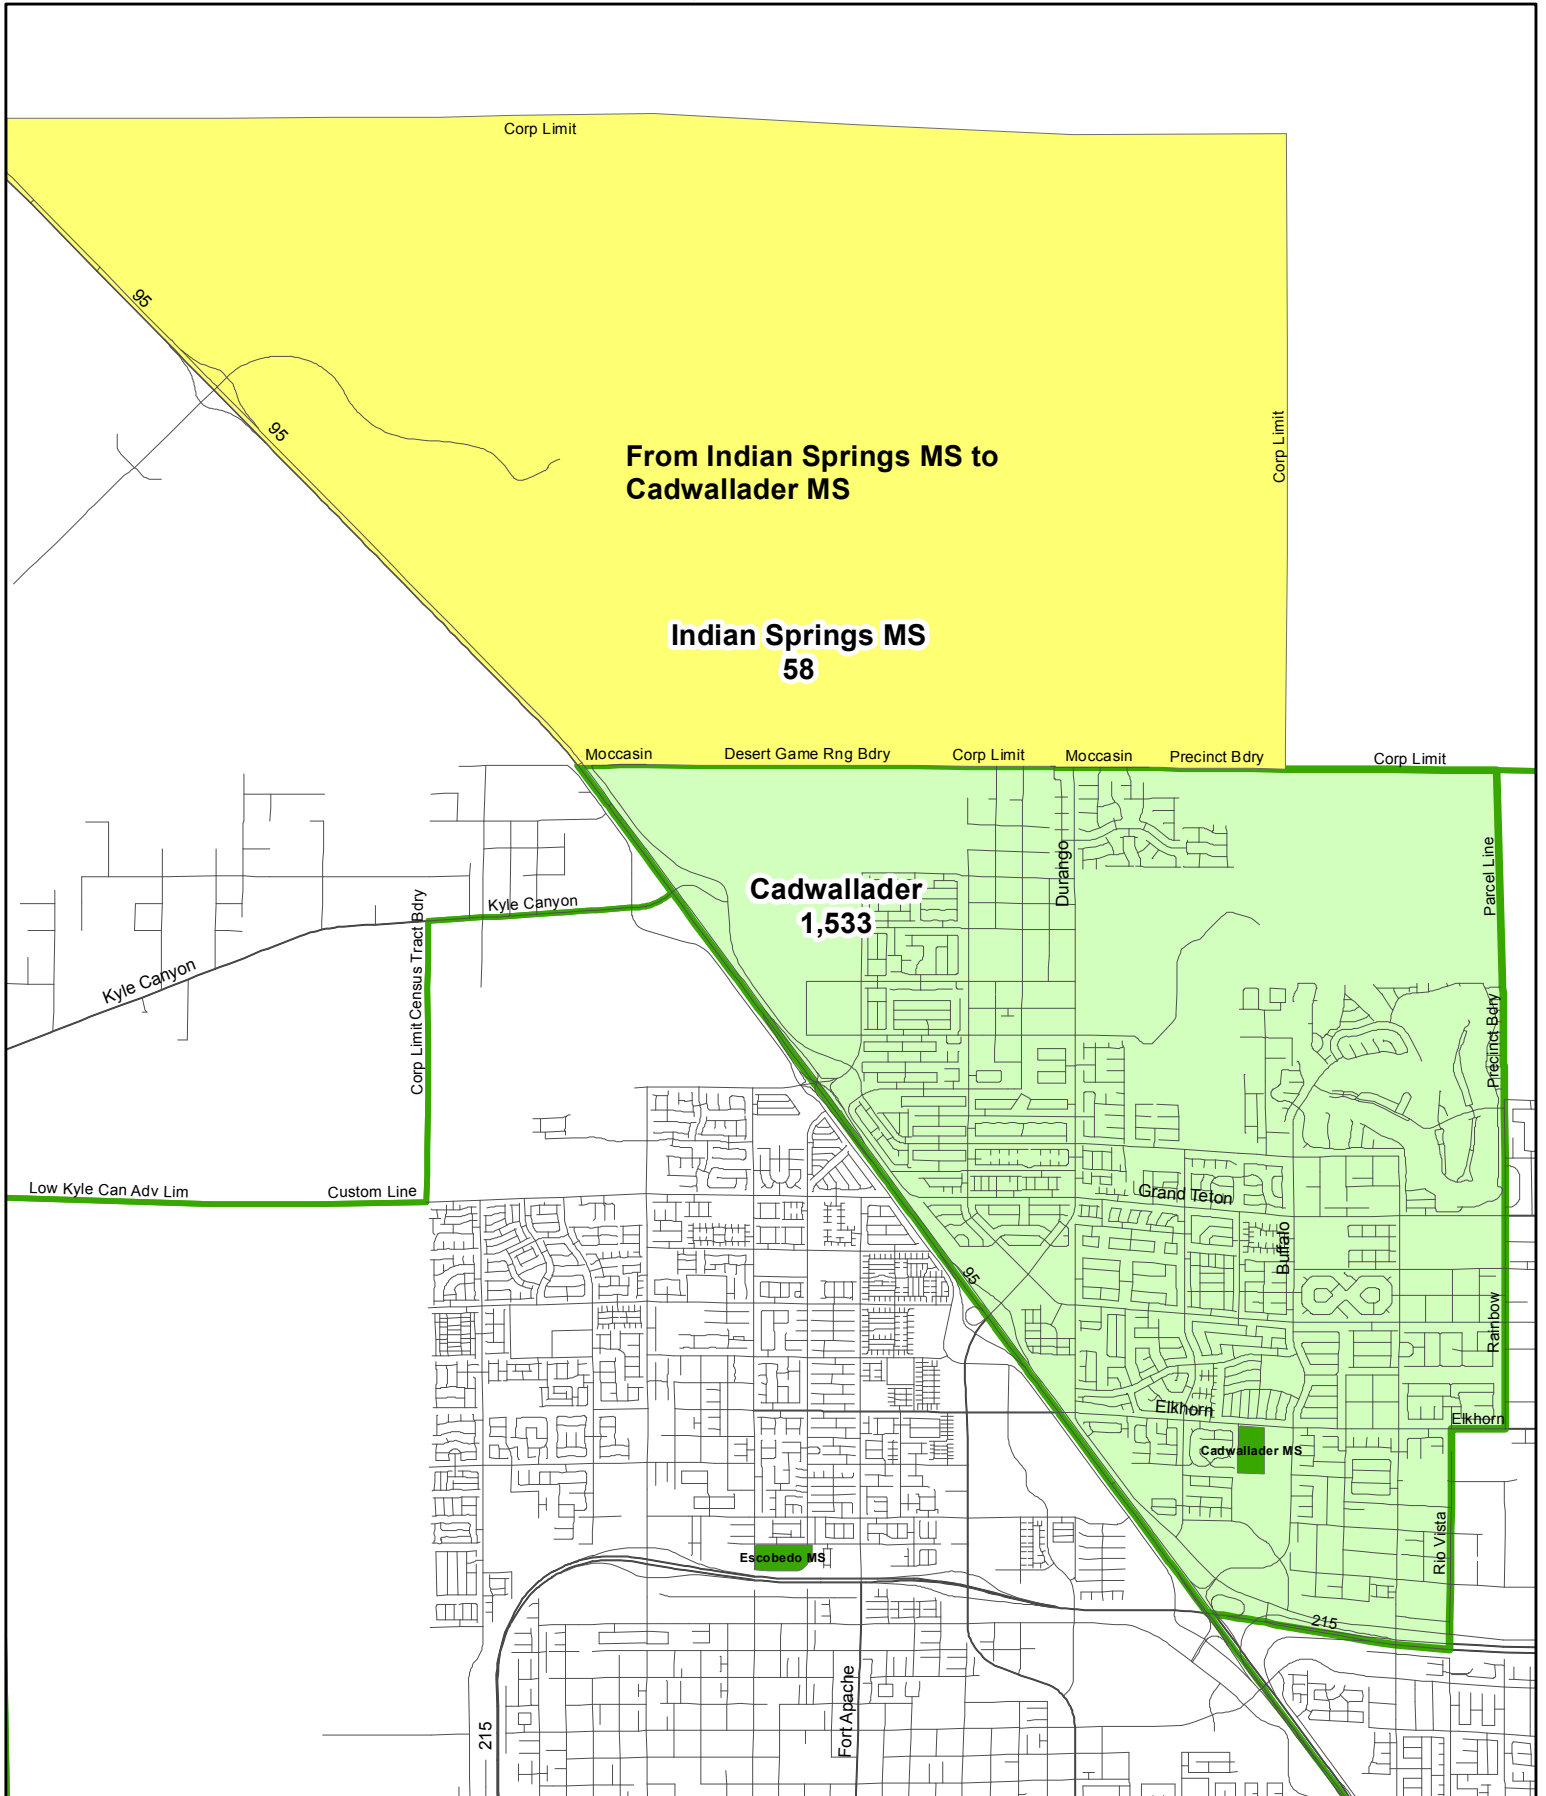 Corp Limit
95
95
Corp Limit
From Indian Springs MS to
Cadwallader MS
Indian Springs MS
58
Moccasin
Desert Game Rng Bdry
Corp Limit
Moccasin
Precinct Bdry
Corp Limit
Durango
Parcel Line
Cadwallader
1,533
Kyle Canyon
Corp Limit Census Tract Bdry
Kyle Canyon
Precinct Bdry
Low Kyle Can Adv Lim
Custom Line
Grand Teton
Buffalo
95
Rainbow
Elkhorn
Elkhorn
Cadwallader MS
Rio Vista
Escobedo MS
215
Fort Apache
215